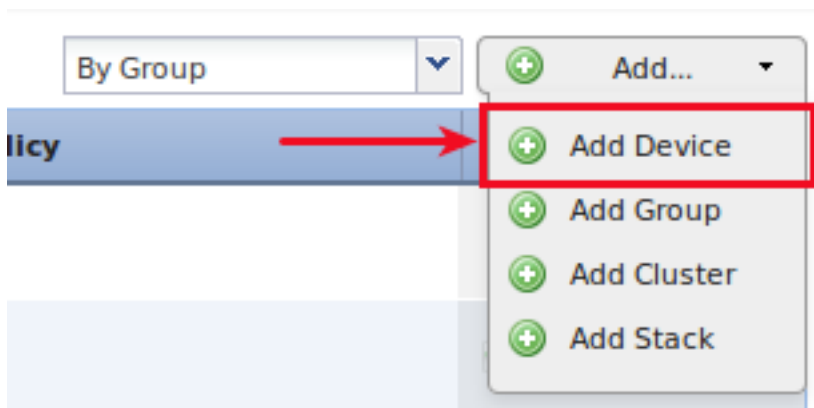 By Group
Add...
licy
Add Device
Add Group
Add Cluster
Add Stack